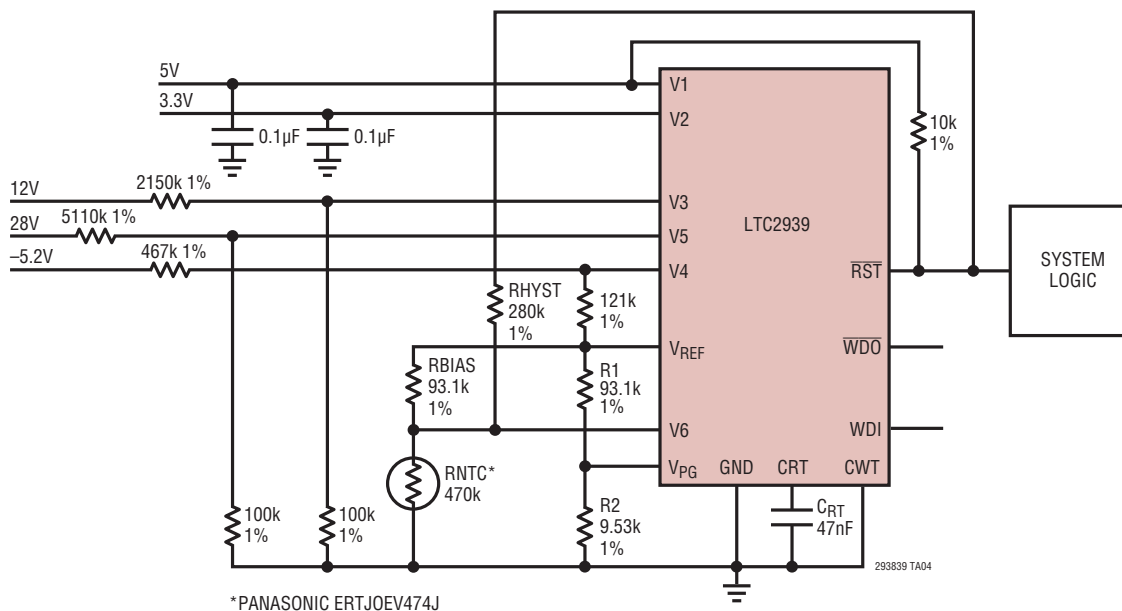 5V
3.3V
0.1µF
0.1µF
12V
2150k 1%
28V
5110k 1%
–5.2V
467k 1%
RHYST
280k
1%
121k
1%
RBIAS
93.1k
1%
R1
93.1k
1%
RNTC*
470k
R2
9.53k
1%
100k
1%
100k
1%
V1
V2
V3
V5
V4
VREF
V6
VPG
GND
CRT
CWT
LTC2939
RST
WDO
WDI
10k
1%
SYSTEM
LOGIC
CRT
47nF
293839 TA04
*PANASONIC ERTJOEV474J